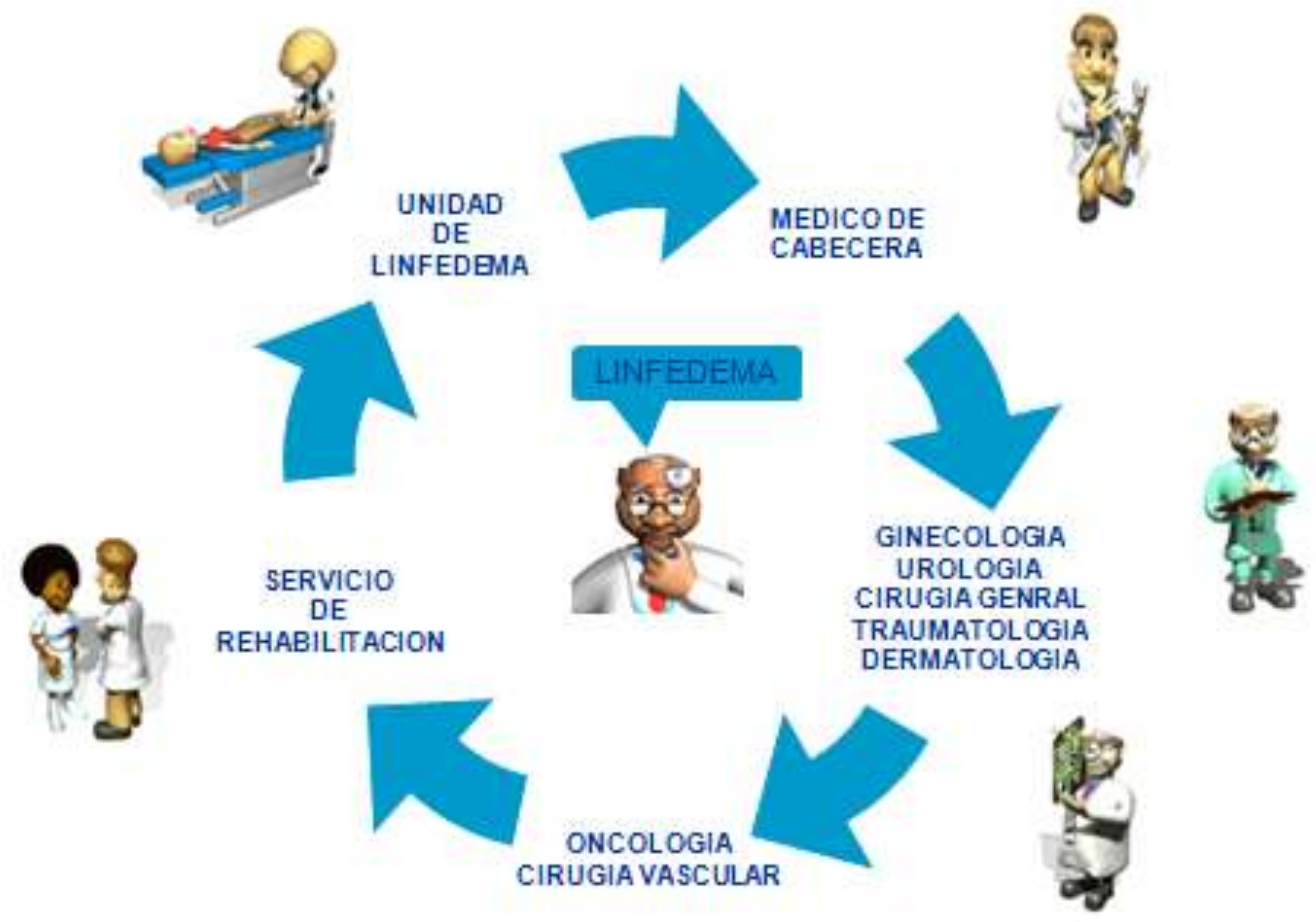 UNIDAD
DE
LINFEDEMA
MEDICO DE
CABECERA
LINFEDEMA
GINECOLOGIA
UROLOGIA
CIRUGIA GENRAL
TRAUMATOLOGIA
DERMATOLOGIA
SERVICIO
DE
REHABILITACION
ONCOLOGIA
CIRUGIA VASCULAR